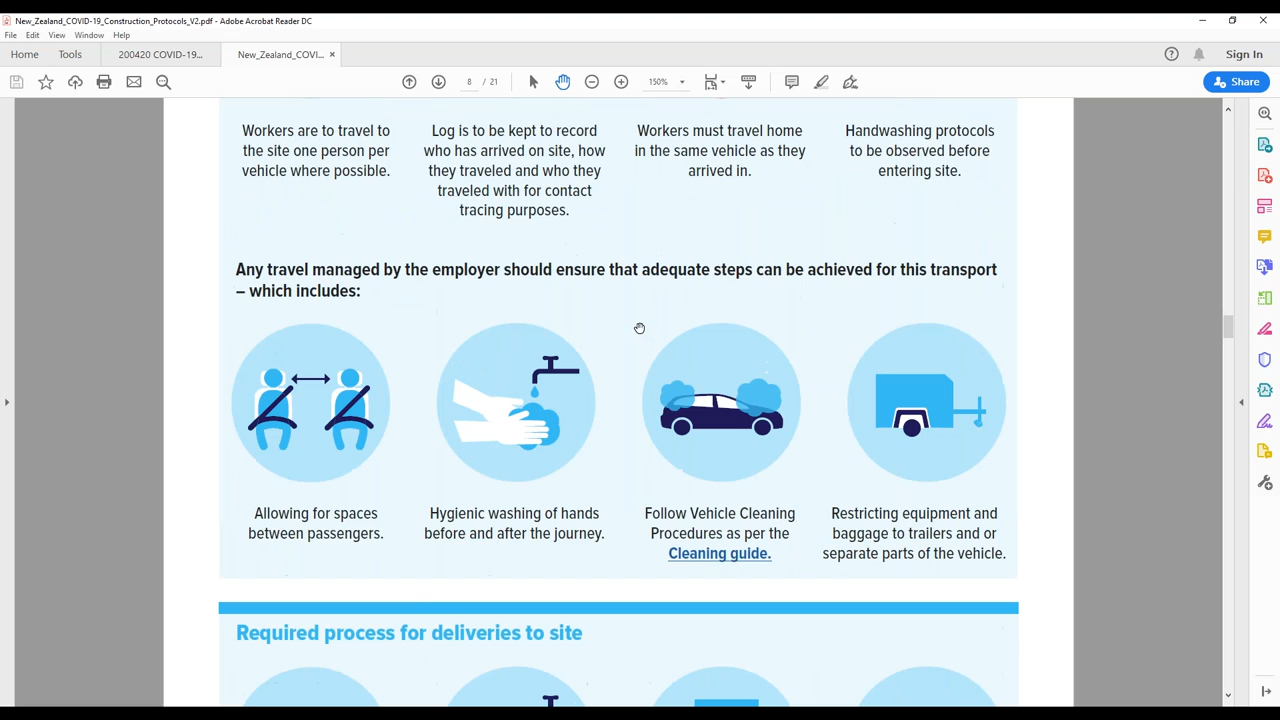 New_Zealand_COVID-19_Construction_Protocols_V2.pdf - Adobe Acrobat Reader DC
File Edit View Window Help
Home Tools 200420 COVID-19... New_Zealand_COVI... ×
Sign In
8 / 21 150%
Share
Workers are to travel to
the site one person per
vehicle where possible.
Log is to be kept to record
who has arrived on site, how
they traveled and who they
traveled with for contact
tracing purposes.
Workers must travel home
in the same vehicle as they
arrived in.
Handwashing protocols
to be observed before
entering site.
Any travel managed by the employer should ensure that adequate steps can be achieved for this transport
– which includes:
Allowing for spaces
between passengers.
Hygienic washing of hands
before and after the journey.
Follow Vehicle Cleaning
Procedures as per the
Cleaning guide.
Restricting equipment and
baggage to trailers and or
separate parts of the vehicle.
Required process for deliveries to site